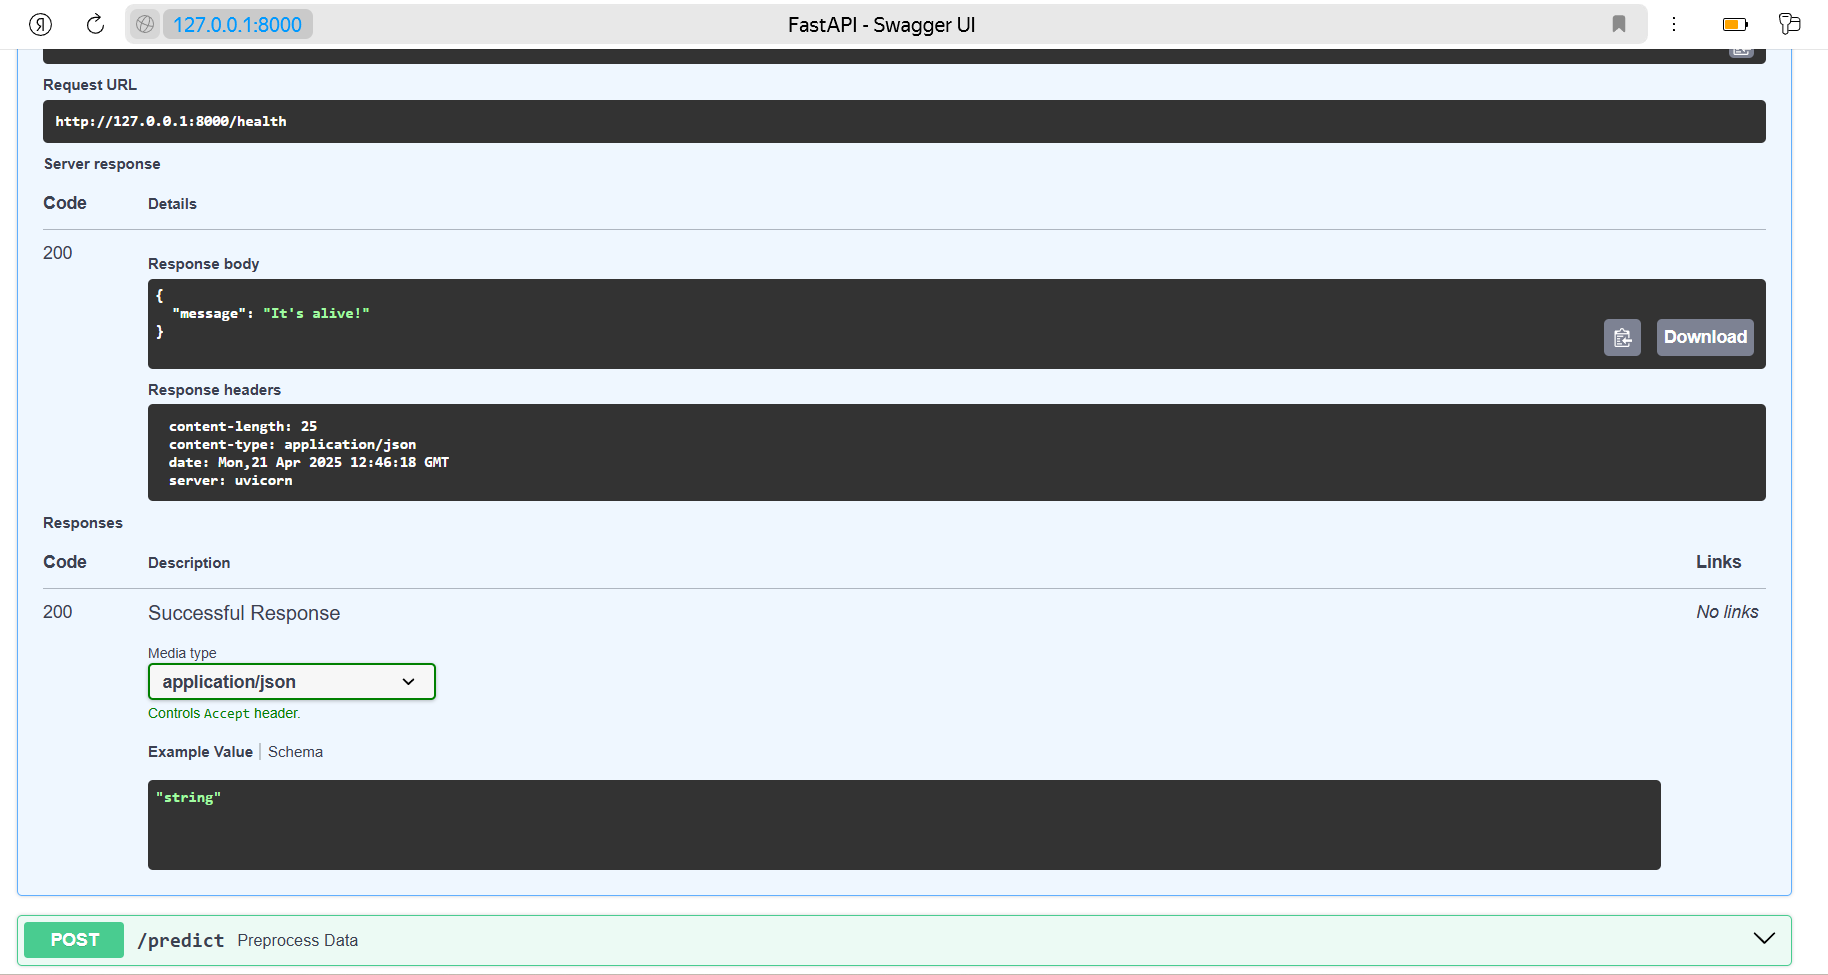 127.0.0.1:8000
FastAPI - Swagger UI
Request URL
http://127.0.0.1:8000/health
Server response
Code Details
200
Response body
{
"message": "It's alive!"
}
Download
Response headers
content-length: 25
content-type: application/json
date: Mon,21 Apr 2025 12:46:18 GMT
server: uvicorn
Responses
Code Description Links
200 Successful Response No links
Media type
application/json
Controls Accept header.
Example Value Schema
"string"
POST /predict Preprocess Data